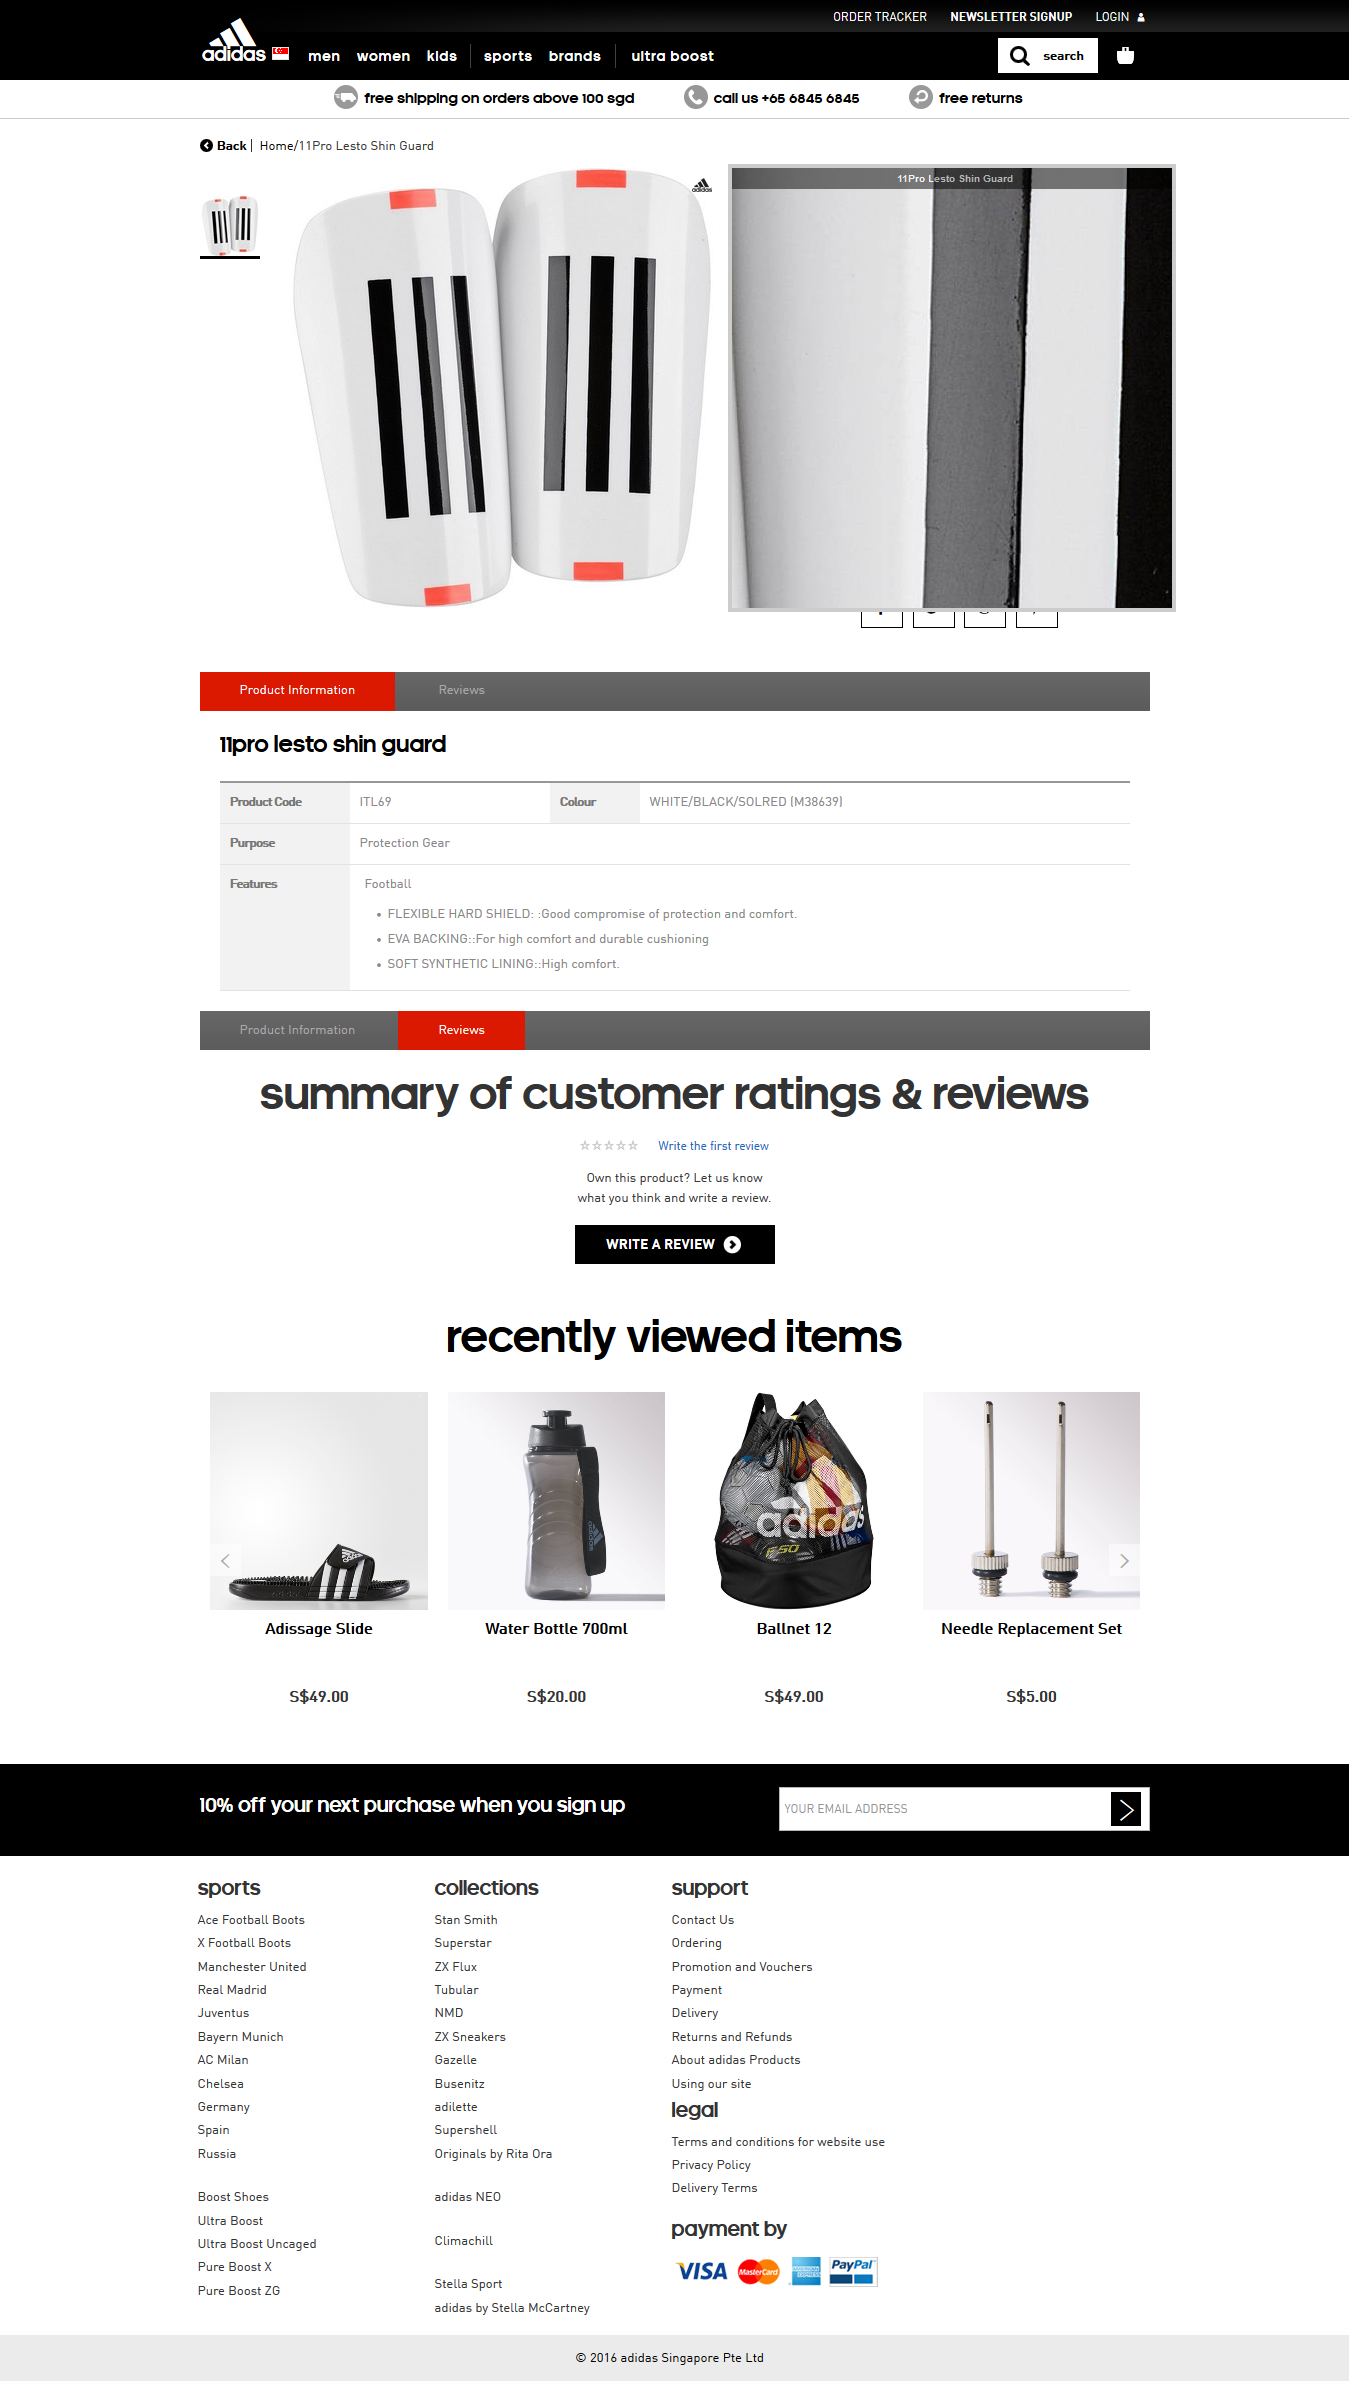 ORDER TRACKER NEWSLETTER SIGNUP LOGIN
adidas men women kids sports brands ultra boost search
free shipping on orders above 100 sgd call us +65 6845 6845 free returns
Back | Home/11Pro Lesto Shin Guard
adidas
11Pro Lesto Shin Guard
Product Information Reviews
11pro lesto shin guard
Product Code ITL69 Colour WHITE/BLACK/SOLRED (M38639)
Purpose Protection Gear
Features Football
• FLEXIBLE HARD SHIELD: :Good compromise of protection and comfort.
• EVA BACKING::For high comfort and durable cushioning
• SOFT SYNTHETIC LINING::High comfort.
Product Information Reviews
summary of customer ratings & reviews
Write the first review
Own this product? Let us know
what you think and write a review.
WRITE A REVIEW
recently viewed items
adidas
adidas
adidas
F50
Adissage Slide Water Bottle 700ml Ballnet 12 Needle Replacement Set
S$49.00 S$20.00 S$49.00 S$5.00
10% off your next purchase when you sign up YOUR EMAIL ADDRESS
sports
Ace Football Boots
X Football Boots
Manchester United
Real Madrid
Juventus
Bayern Munich
AC Milan
Chelsea
Germany
Spain
Russia
Boost Shoes
Ultra Boost
Ultra Boost Uncaged
Pure Boost X
Pure Boost ZG
collections
Stan Smith
Superstar
ZX Flux
Tubular
NMD
ZX Sneakers
Gazelle
Busenitz
adilette
Supershell
Originals by Rita Ora
adidas NEO
Climachill
Stella Sport
adidas by Stella McCartney
support
Contact Us
Ordering
Promotion and Vouchers
Payment
Delivery
Returns and Refunds
About adidas Products
Using our site
legal
Terms and conditions for website use
Privacy Policy
Delivery Terms
payment by
VISA MasterCard AMERICAN EXPRESS PayPal
© 2016 adidas Singapore Pte Ltd